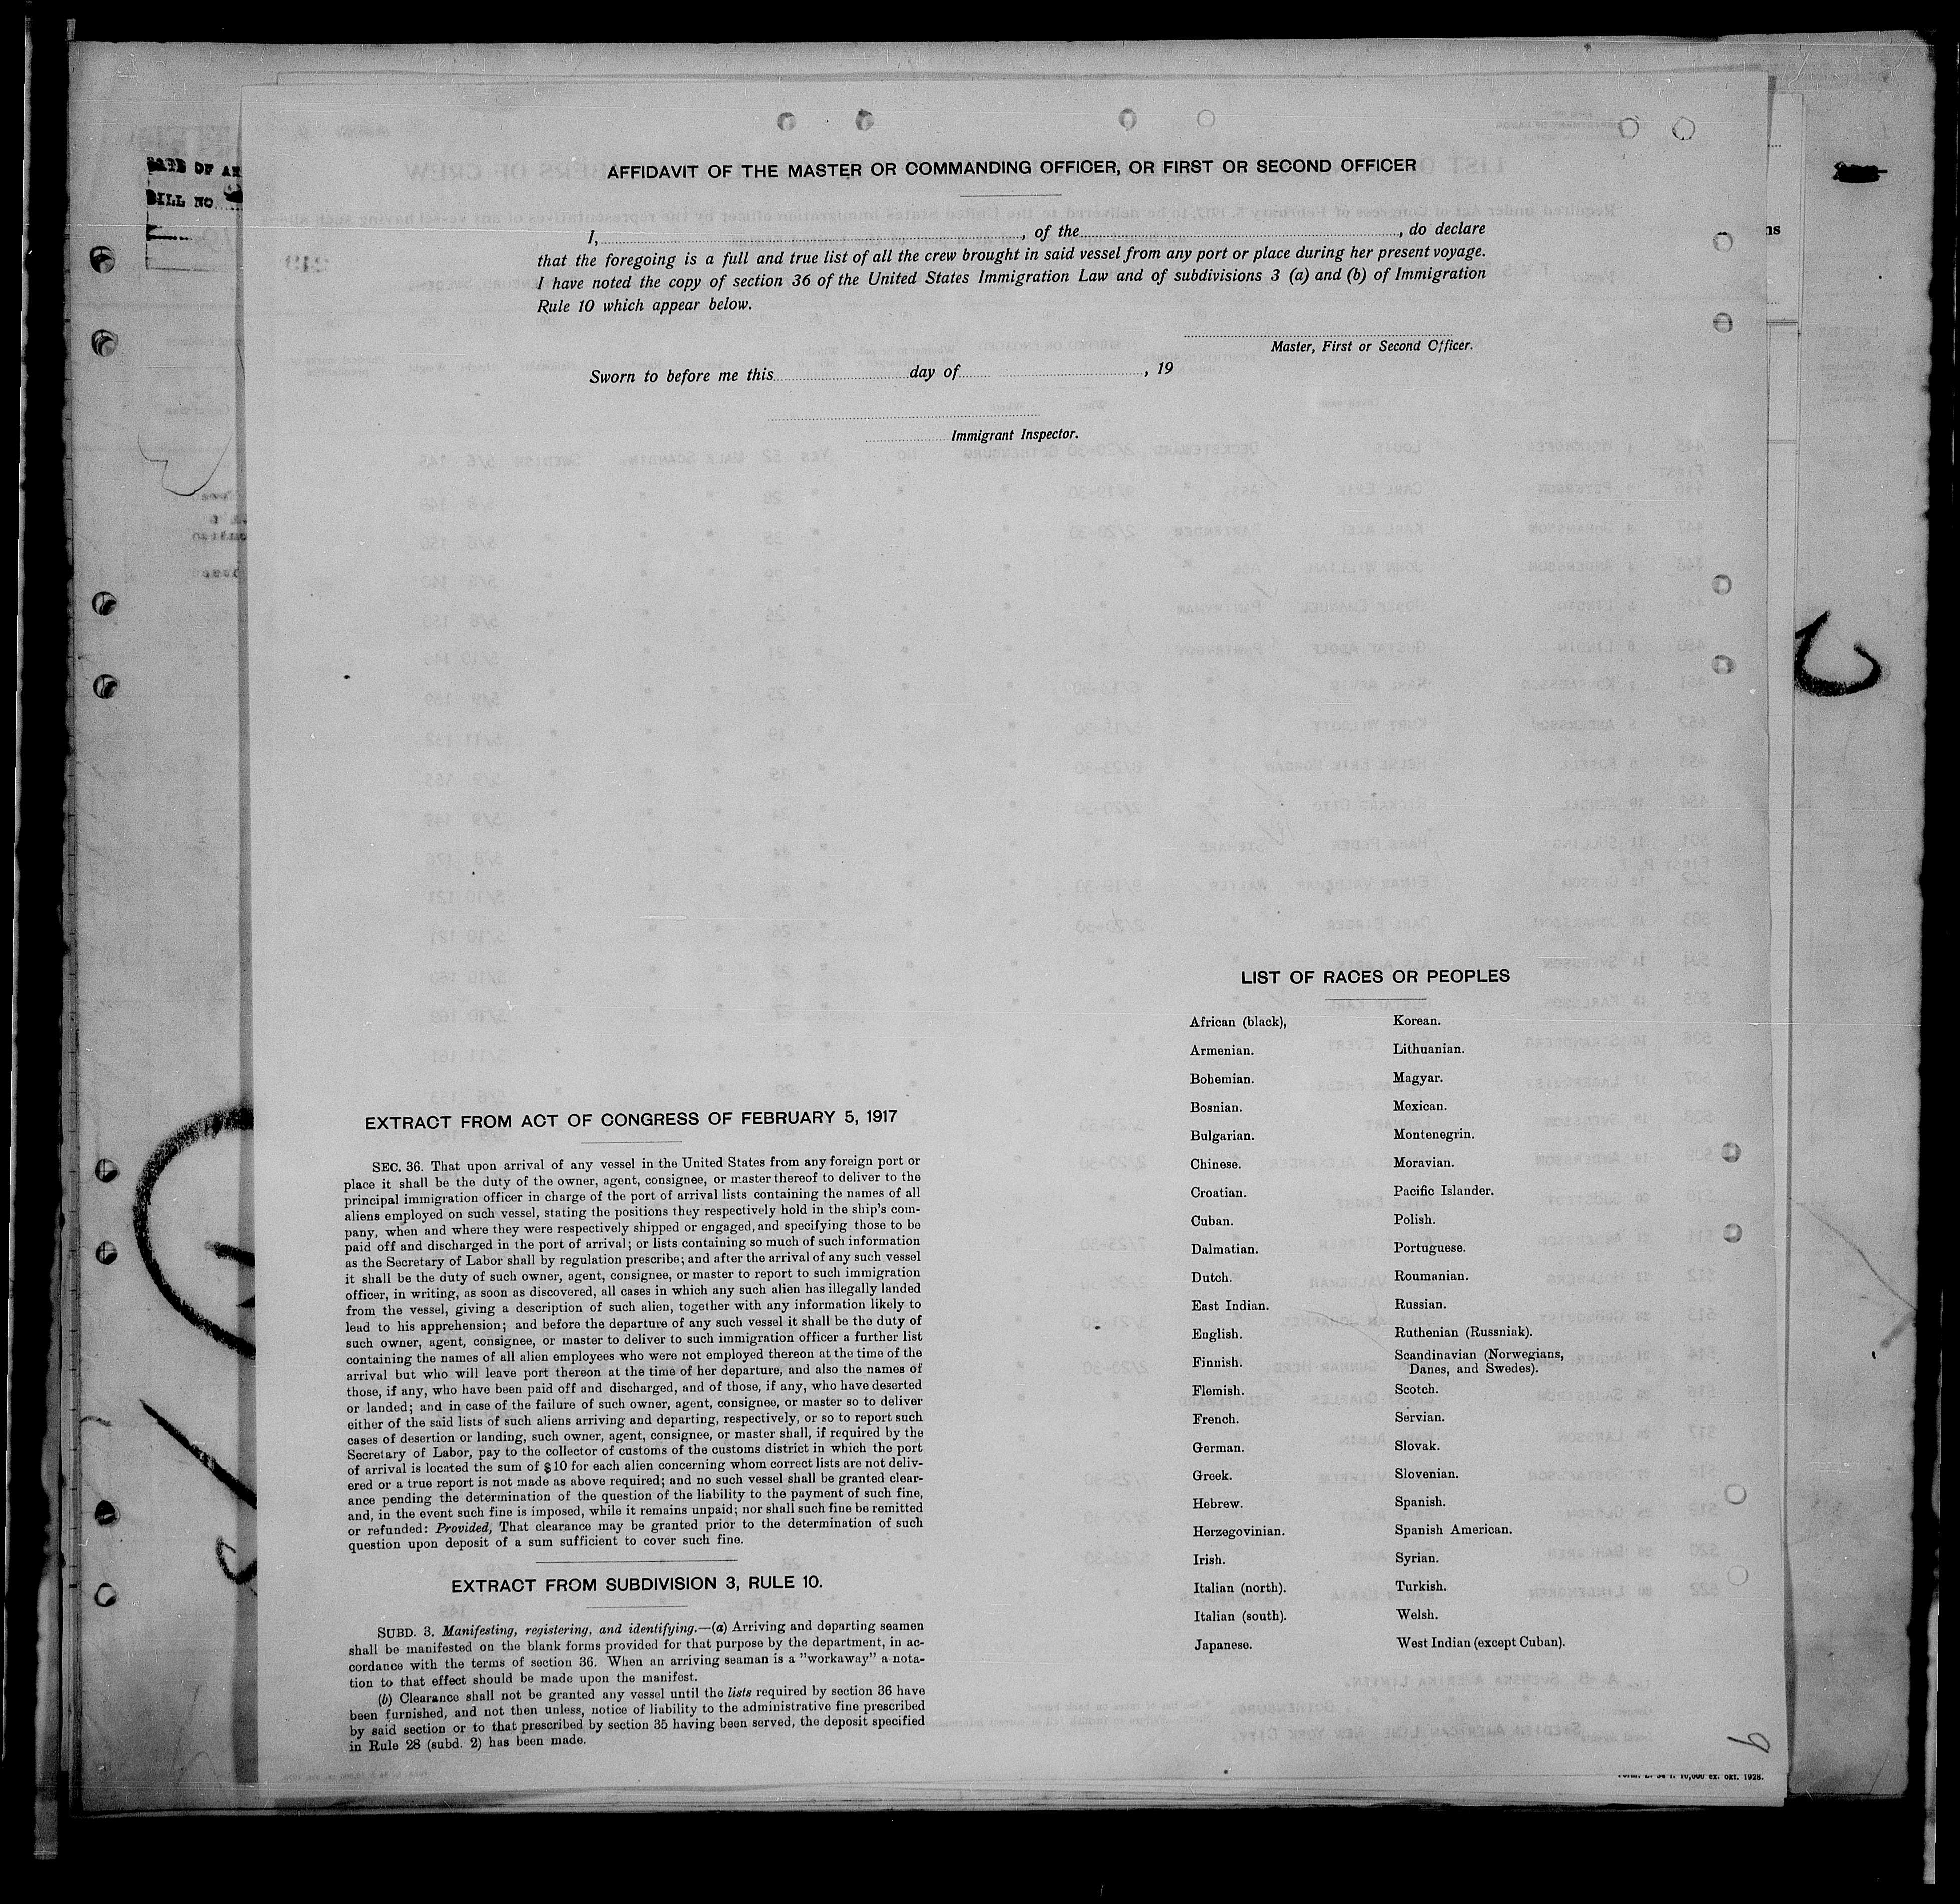 AFFIDAVIT OF THE MASTER OR COMMANDING OFFICER, OR FIRST OR SECOND OFFICER
I, , of the , do declare
that the foregoing is a full and true list of all the crew brought in said vessel from any port or place during her present voyage.
I have noted the copy of section 36 of the United States Immigration Law and of subdivisions 3 (a) and (b) of Immigration
Rule 10 which appear below.
Master, First or Second Officer.
Sworn to before me this day of , 19
Immigrant Inspector.
EXTRACT FROM ACT OF CONGRESS OF FEBRUARY 5, 1917
SEC. 36. That upon arrival of any vessel in the United States from any foreign port or
place it shall be the duty of the owner, agent, consignee, or master thereof to deliver to the
principal immigration officer in charge of the port of arrival lists containing the names of all
aliens employed on such vessel, stating the positions they respectively hold in the ship's com-
pany, when and where they were respectively shipped or engaged, and specifying those to be
paid off and discharged in the port of arrival; or lists containing so much of such information
as the Secretary of Labor shall by regulation prescribe; and after the arrival of any such vessel
it shall be the duty of such owner, agent, consignee, or master to report to such immigration
officer, in writing, as soon as discovered, all cases in which any such alien has illegally landed
from the vessel, giving a description of such alien, together with any information likely to
lead to his apprehension; and before the departure of any such vessel it shall be the duty of
such owner, agent, consignee, or master to deliver to such immigration officer a further list
containing the names of all alien employees who were not employed thereon at the time of the
arrival but who will leave port thereon at the time of her departure, and also the names of
those, if any, who have been paid off and discharged, and of those, if any, who have deserted
or landed; and in case of the failure of such owner, agent, consignee, or master so to deliver
either of the said lists of such aliens arriving and departing, respectively, or so to report such
cases of desertion or landing, such owner, agent, consignee, or master shall, if required by the
Secretary of Labor, pay to the collector of customs of the customs district in which the port
of arrival is located the sum of $10 for each alien concerning whom correct lists are not deliv-
ered or a true report is not made as above required; and no such vessel shall be granted clear-
ance pending the determination of the question of the liability to the payment of such fine,
and, in the event such fine is imposed, while it remains unpaid; nor shall such fine be remitted
or refunded: Provided, That clearance may be granted prior to the determination of such
question upon deposit of a sum sufficient to cover such fine.
EXTRACT FROM SUBDIVISION 3, RULE 10.
SUBD. 3. Manifesting, registering, and identifying.—(a) Arriving and departing seamen
shall be manifested on the blank forms provided for that purpose by the department, in ac-
cordance with the terms of section 36. When an arriving seaman is a "workaway" a nota-
tion to that effect should be made upon the manifest.
(b) Clearance shall not be granted any vessel until the lists required by section 36 have
been furnished, and not then unless, notice of liability to the administrative fine prescribed
by said section or to that prescribed by section 35 having been served, the deposit specified
in Rule 28 (subd. 2) has been made.
LIST OF RACES OR PEOPLES
African (black),
Armenian.
Bohemian.
Bosnian.
Bulgarian.
Chinese.
Croatian.
Cuban.
Dalmatian.
Dutch.
East Indian.
English.
Finnish.
Flemish.
French.
German.
Greek.
Hebrew.
Herzegovinian.
Irish.
Italian (north).
Italian (south).
Japanese.
Korean.
Lithuanian.
Magyar.
Mexican.
Montenegrin.
Moravian.
Pacific Islander.
Polish.
Portuguese.
Roumanian.
Russian.
Ruthenian (Russniak).
Scandinavian (Norwegians,
Danes, and Swedes).
Scotch.
Servian.
Slovak.
Slovenian.
Spanish.
Spanish American.
Syrian.
Turkish.
Welsh.
West Indian (except Cuban).
10,000 ex. okt. 1928.